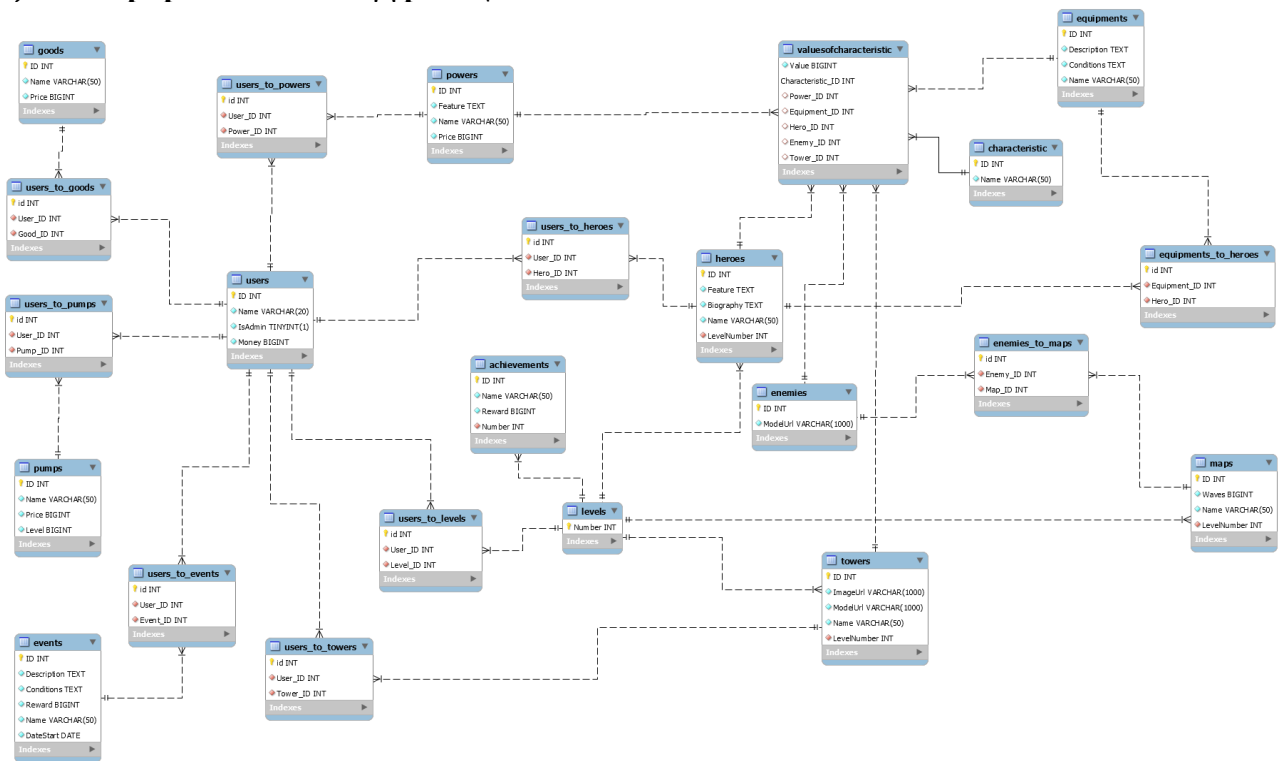 goods
ID INT
Name VARCHAR(50)
Price BIGINT
Indexes
users_to_powers
id INT
User_ID INT
Power_ID INT
Indexes
powers
ID INT
Feature TEXT
Name VARCHAR(50)
Price BIGINT
Indexes
valuesofcharacteristic
Value BIGINT
Characteristic_ID INT
Power_ID INT
Equipment_ID INT
Hero_ID INT
Enemy_ID INT
Tower_ID INT
Indexes
equipments
ID INT
Description TEXT
Conditions TEXT
Name VARCHAR(50)
Indexes
characteristic
ID INT
Name VARCHAR(50)
Indexes
users_to_goods
id INT
User_ID INT
Good_ID INT
Indexes
users_to_heroes
id INT
User_ID INT
Hero_ID INT
Indexes
heroes
ID INT
Feature TEXT
Biography TEXT
Name VARCHAR(50)
LevelNumber INT
Indexes
equipments_to_heroes
id INT
Equipment_ID INT
Hero_ID INT
Indexes
users
ID INT
Name VARCHAR(20)
IsAdmin TINYINT(1)
Money BIGINT
Indexes
users_to_pumps
id INT
User_ID INT
Pump_ID INT
Indexes
achievements
ID INT
Name VARCHAR(50)
Reward BIGINT
Number INT
Indexes
enemies
ID INT
ModelUrl VARCHAR(1000)
Indexes
enemies_to_maps
id INT
Enemy_ID INT
Map_ID INT
Indexes
pumps
ID INT
Name VARCHAR(50)
Price BIGINT
Level BIGINT
Indexes
users_to_levels
id INT
User_ID INT
Level_ID INT
Indexes
levels
Number INT
Indexes
maps
ID INT
Waves BIGINT
Name VARCHAR(50)
LevelNumber INT
Indexes
users_to_events
id INT
User_ID INT
Event_ID INT
Indexes
towers
ID INT
ImageUrl VARCHAR(1000)
ModelUrl VARCHAR(1000)
Name VARCHAR(50)
LevelNumber INT
Indexes
events
ID INT
Description TEXT
Conditions TEXT
Reward BIGINT
Name VARCHAR(50)
DateStart DATE
Indexes
users_to_towers
id INT
User_ID INT
Tower_ID INT
Indexes